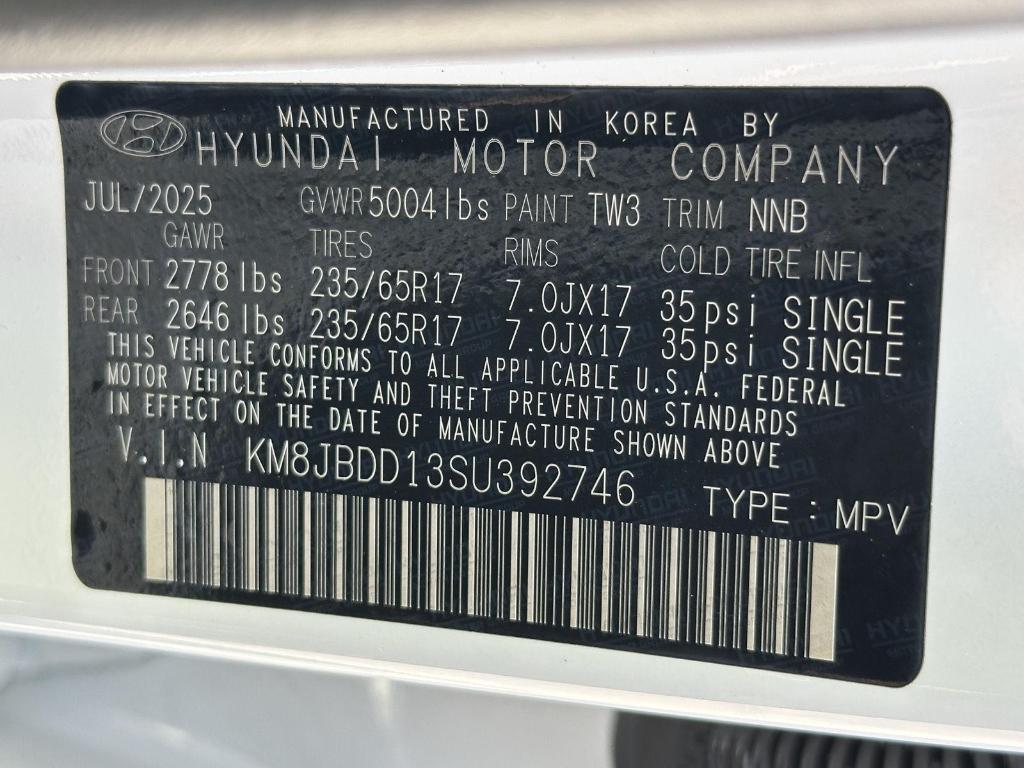 MANUFACTURED IN KOREA BY
HYUNDAI MOTOR COMPANY
JUL/2025 GVWR 5004lbs PAINT TW3 TRIM NNB
GAWR TIRES RIMS COLD TIRE INFL
FRONT 2778lbs 235/65R17 7.0JX17 35psi SINGLE
REAR 2646lbs 235/65R17 7.0JX17 35psi SINGLE
THIS VEHICLE CONFORMS TO ALL APPLICABLE U.S.A. FEDERAL
MOTOR VEHICLE SAFETY AND THEFT PREVENTION STANDARDS
IN EFFECT ON THE DATE OF MANUFACTURE SHOWN ABOVE
V.I.N KM8JBDD13SU392746 TYPE : MPV